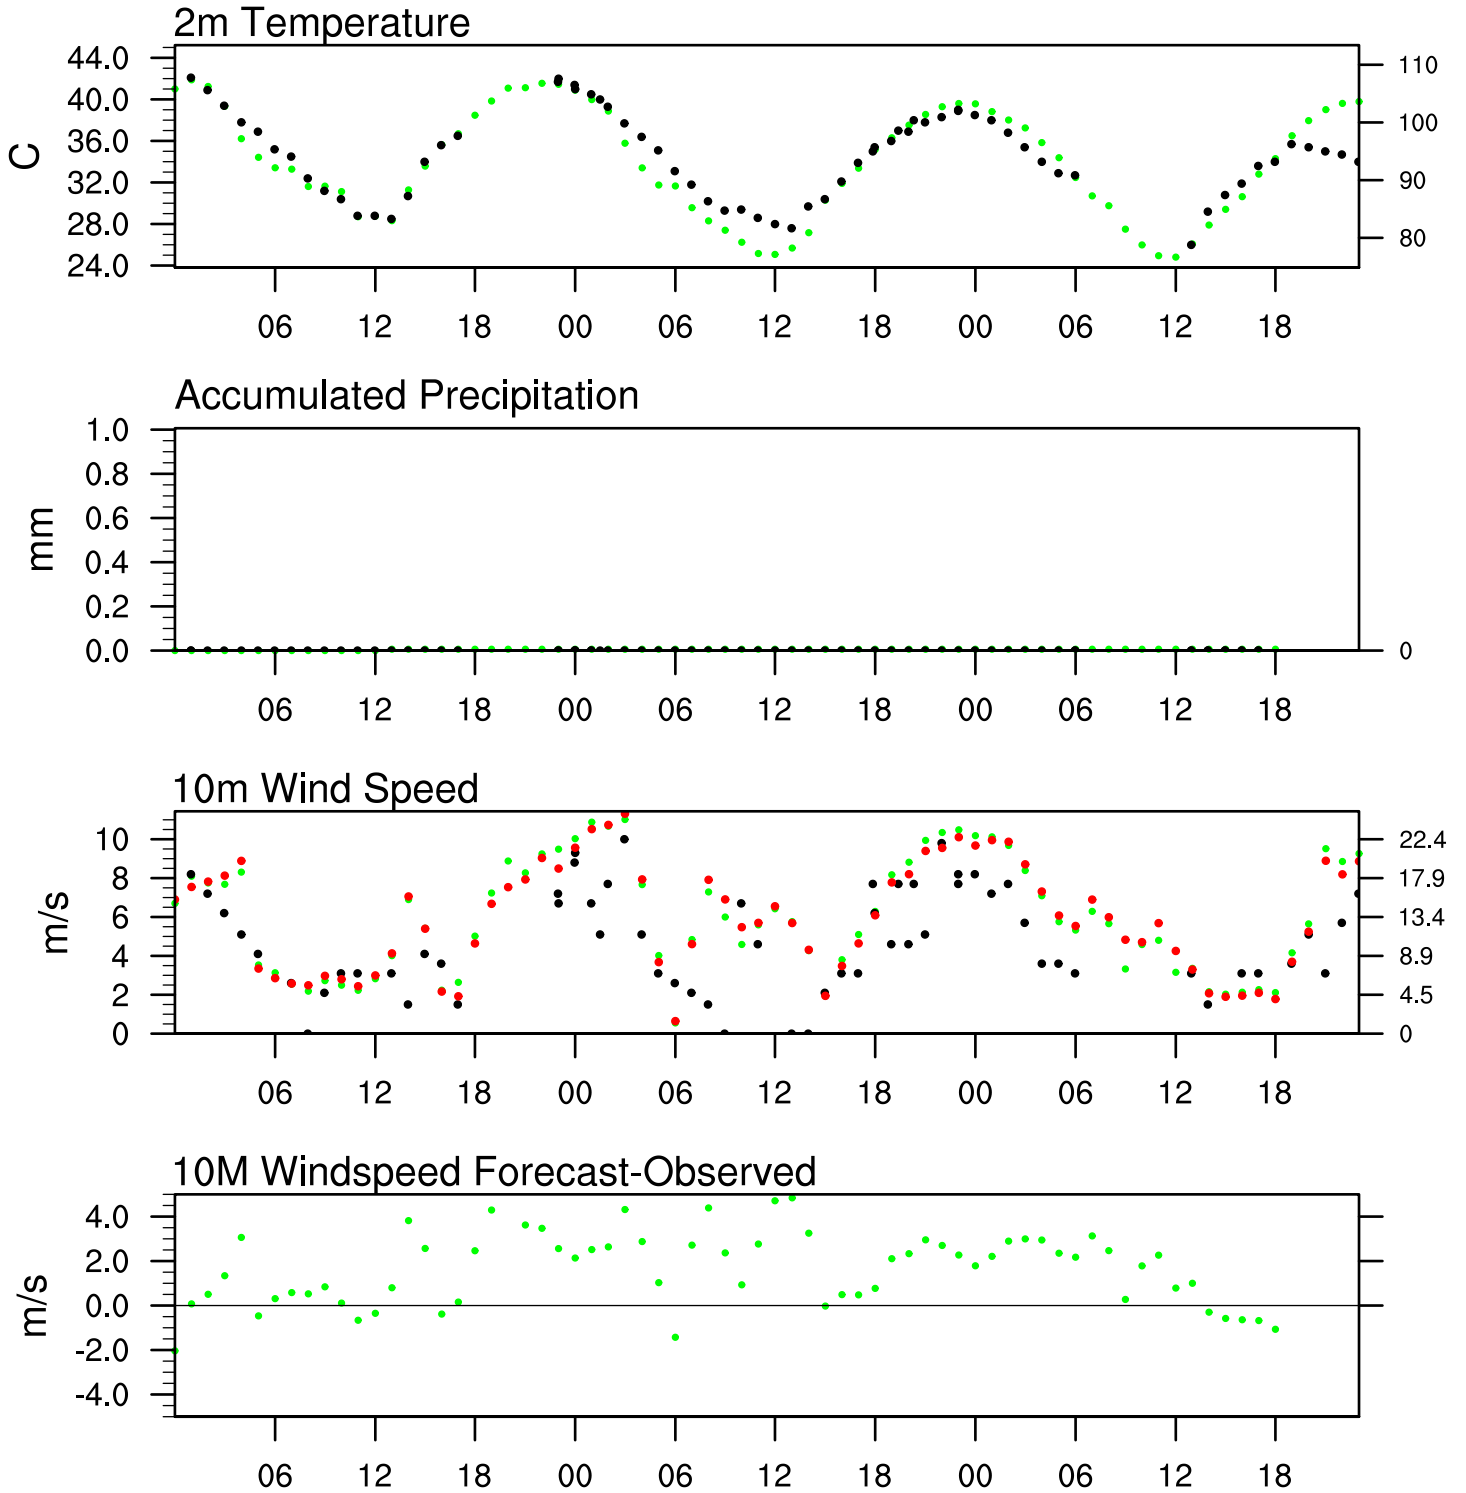 2m Temperature
44.0
40.0
36.0
32.0
28.0
24.0
C
110
100
90
80
06 12 18 00 06 12 18 00 06 12 18
Accumulated Precipitation
1.0
0.8
0.6
0.4
0.2
0.0
mm
0
06 12 18 00 06 12 18 00 06 12 18
10m Wind Speed
10
8
6
4
2
0
m/s
22.4
17.9
13.4
8.9
4.5
0
06 12 18 00 06 12 18 00 06 12 18
10M Windspeed Forecast-Observed
4.0
2.0
0.0
-2.0
-4.0
m/s
06 12 18 00 06 12 18 00 06 12 18